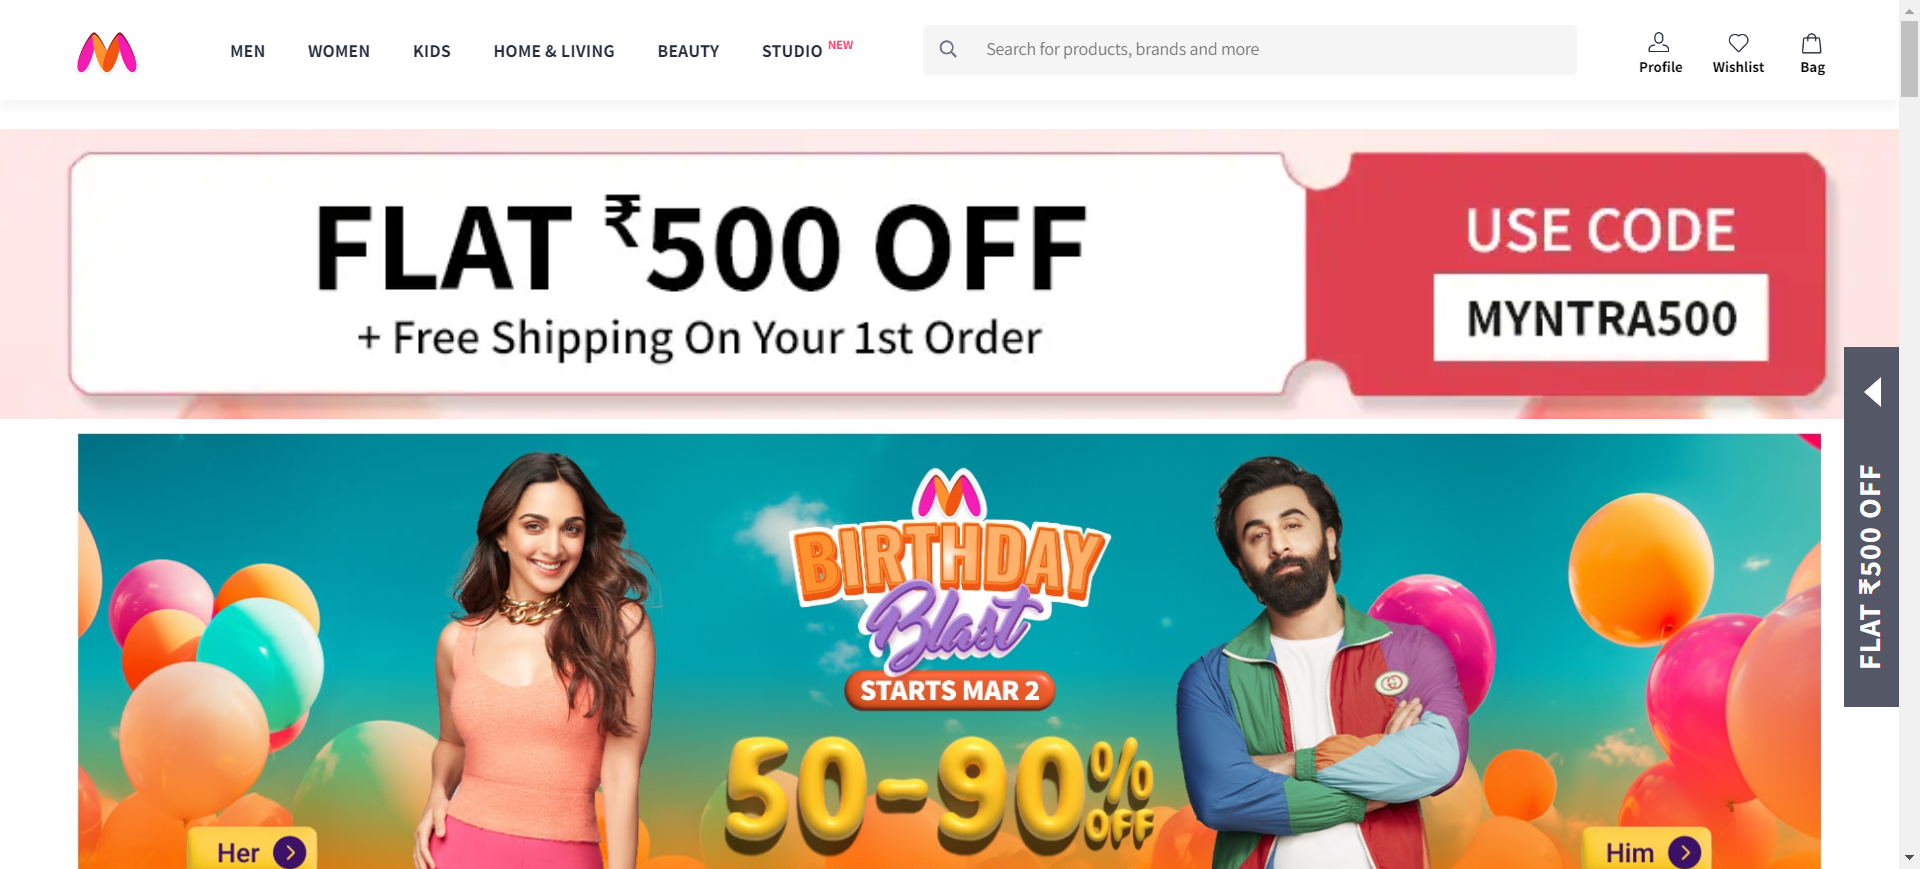 MEN WOMEN KIDS HOME & LIVING BEAUTY STUDIO NEW
Search for products, brands and more
Profile Wishlist Bag
FLAT ₹500 OFF
+ Free Shipping On Your 1st Order
USE CODE
MYNTRA500
FLAT ₹500 OFF
BIRTHDAY
Blast
STARTS MAR 2
50-90% OFF
Her
Him